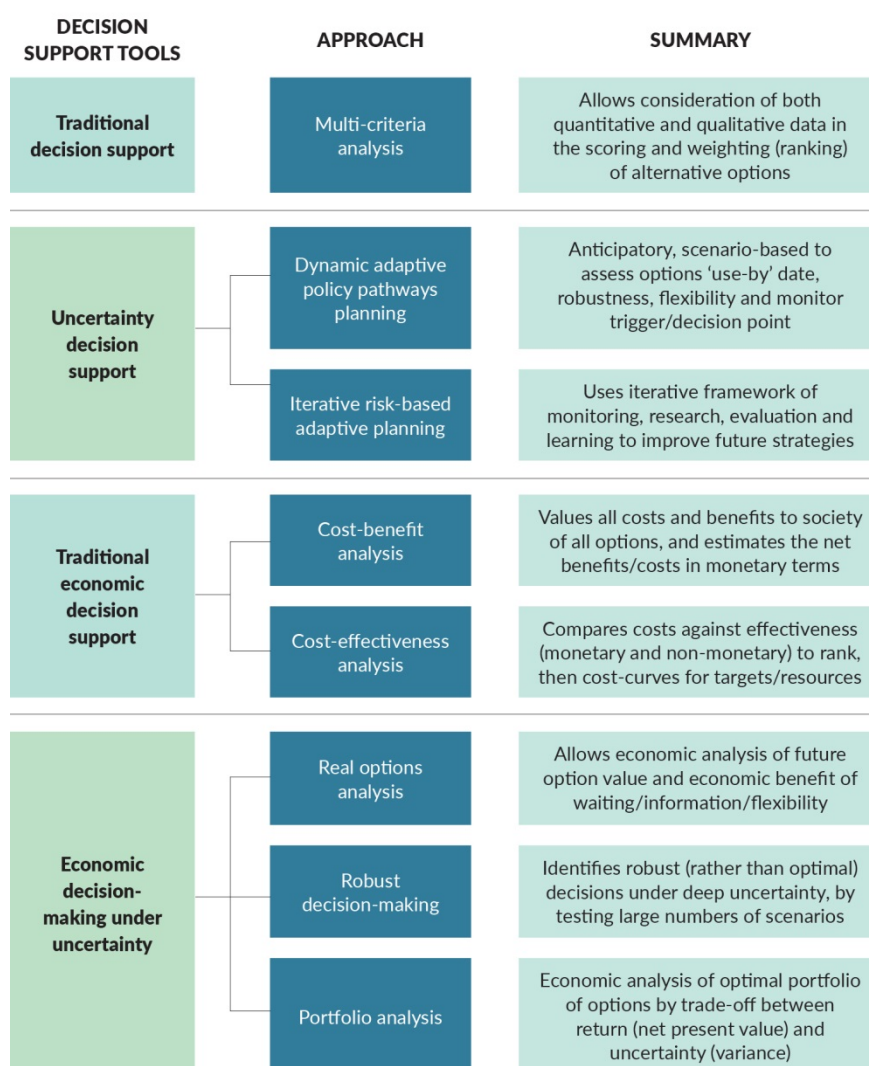 DECISION
SUPPORT TOOLS
APPROACH
SUMMARY
Traditional
decision support
Multi-criteria
analysis
Allows consideration of both
quantitative and qualitative data in
the scoring and weighting (ranking)
of alternative options
Uncertainty
decision
support
Dynamic adaptive
policy pathways
planning
Anticipatory, scenario-based to
assess options ‘use-by’ date,
robustness, flexibility and monitor
trigger/decision point
Iterative risk-based
adaptive planning
Uses iterative framework of
monitoring, research, evaluation and
learning to improve future strategies
Traditional
economic
decision
support
Cost-benefit
analysis
Values all costs and benefits to society
of all options, and estimates the net
benefits/costs in monetary terms
Cost-effectiveness
analysis
Compares costs against effectiveness
(monetary and non-monetary) to rank,
then cost-curves for targets/resources
Economic
decision-
making under
uncertainty
Real options
analysis
Allows economic analysis of future
option value and economic benefit of
waiting/information/flexibility
Robust
decision-making
Identifies robust (rather than optimal)
decisions under deep uncertainty, by
testing large numbers of scenarios
Portfolio analysis
Economic analysis of optimal portfolio
of options by trade-off between
return (net present value) and
uncertainty (variance)